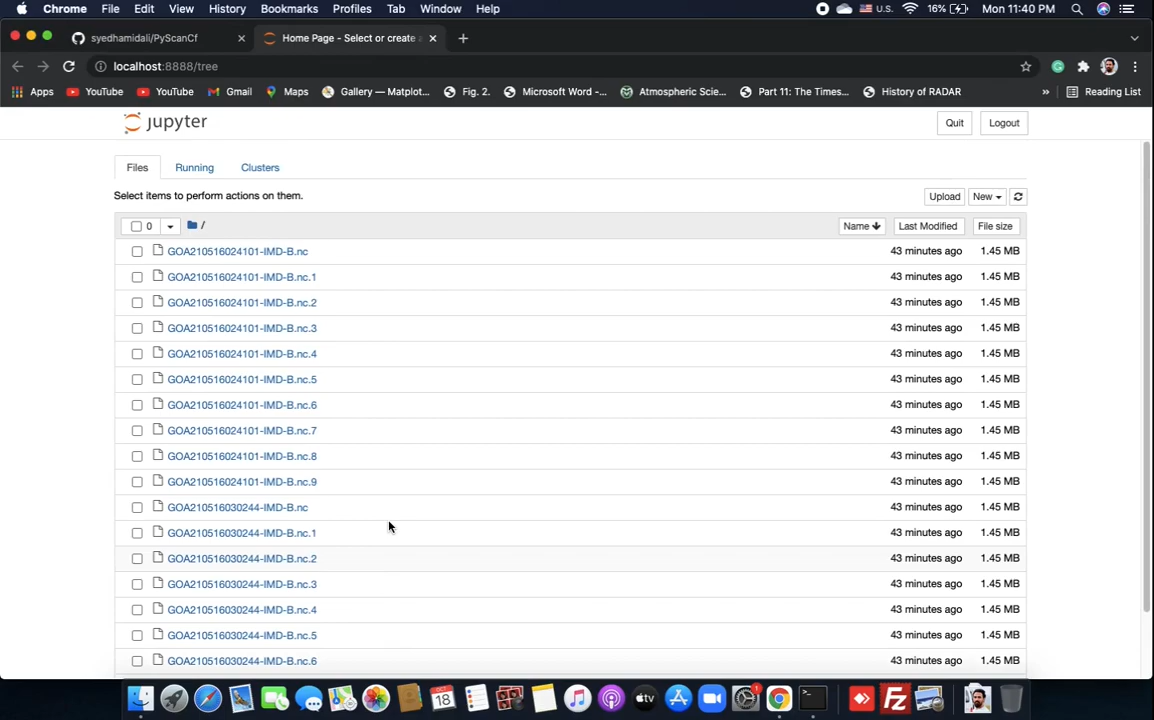 Chrome File Edit View History Bookmarks Profiles Tab Window Help U.S. 16% Mon 11:40 PM
syedhamidali/PyScanCf Home Page - Select or create
localhost:8888/tree
Apps YouTube YouTube Gmail Maps Gallery — Matplot... Fig. 2. Microsoft Word -... Atmospheric Scie... Part 11: The Times... History of RADAR » Reading List
jupyter Quit Logout
Files Running Clusters
Select items to perform actions on them. Upload New
0 / Name Last Modified File size
GOA210516024101-IMD-B.nc 43 minutes ago 1.45 MB
GOA210516024101-IMD-B.nc.1 43 minutes ago 1.45 MB
GOA210516024101-IMD-B.nc.2 43 minutes ago 1.45 MB
GOA210516024101-IMD-B.nc.3 43 minutes ago 1.45 MB
GOA210516024101-IMD-B.nc.4 43 minutes ago 1.45 MB
GOA210516024101-IMD-B.nc.5 43 minutes ago 1.45 MB
GOA210516024101-IMD-B.nc.6 43 minutes ago 1.45 MB
GOA210516024101-IMD-B.nc.7 43 minutes ago 1.45 MB
GOA210516024101-IMD-B.nc.8 43 minutes ago 1.45 MB
GOA210516024101-IMD-B.nc.9 43 minutes ago 1.45 MB
GOA210516030244-IMD-B.nc 43 minutes ago 1.45 MB
GOA210516030244-IMD-B.nc.1 43 minutes ago 1.45 MB
GOA210516030244-IMD-B.nc.2 43 minutes ago 1.45 MB
GOA210516030244-IMD-B.nc.3 43 minutes ago 1.45 MB
GOA210516030244-IMD-B.nc.4 43 minutes ago 1.45 MB
GOA210516030244-IMD-B.nc.5 43 minutes ago 1.45 MB
GOA210516030244-IMD-B.nc.6 43 minutes ago 1.45 MB
OCT 18 tv 1 FZ